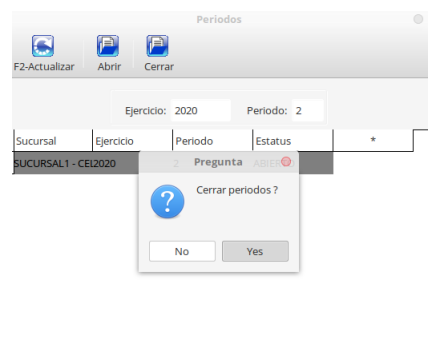 Periodos
F2-Actualizar Abrir Cerrar
Ejercicio: 2020 Periodo: 2
Sucursal Ejercicio Periodo Estatus *
SUCURSAL1 - CEI2020 2 ABIERTO
Pregunta
Cerrar periodos ?
No Yes